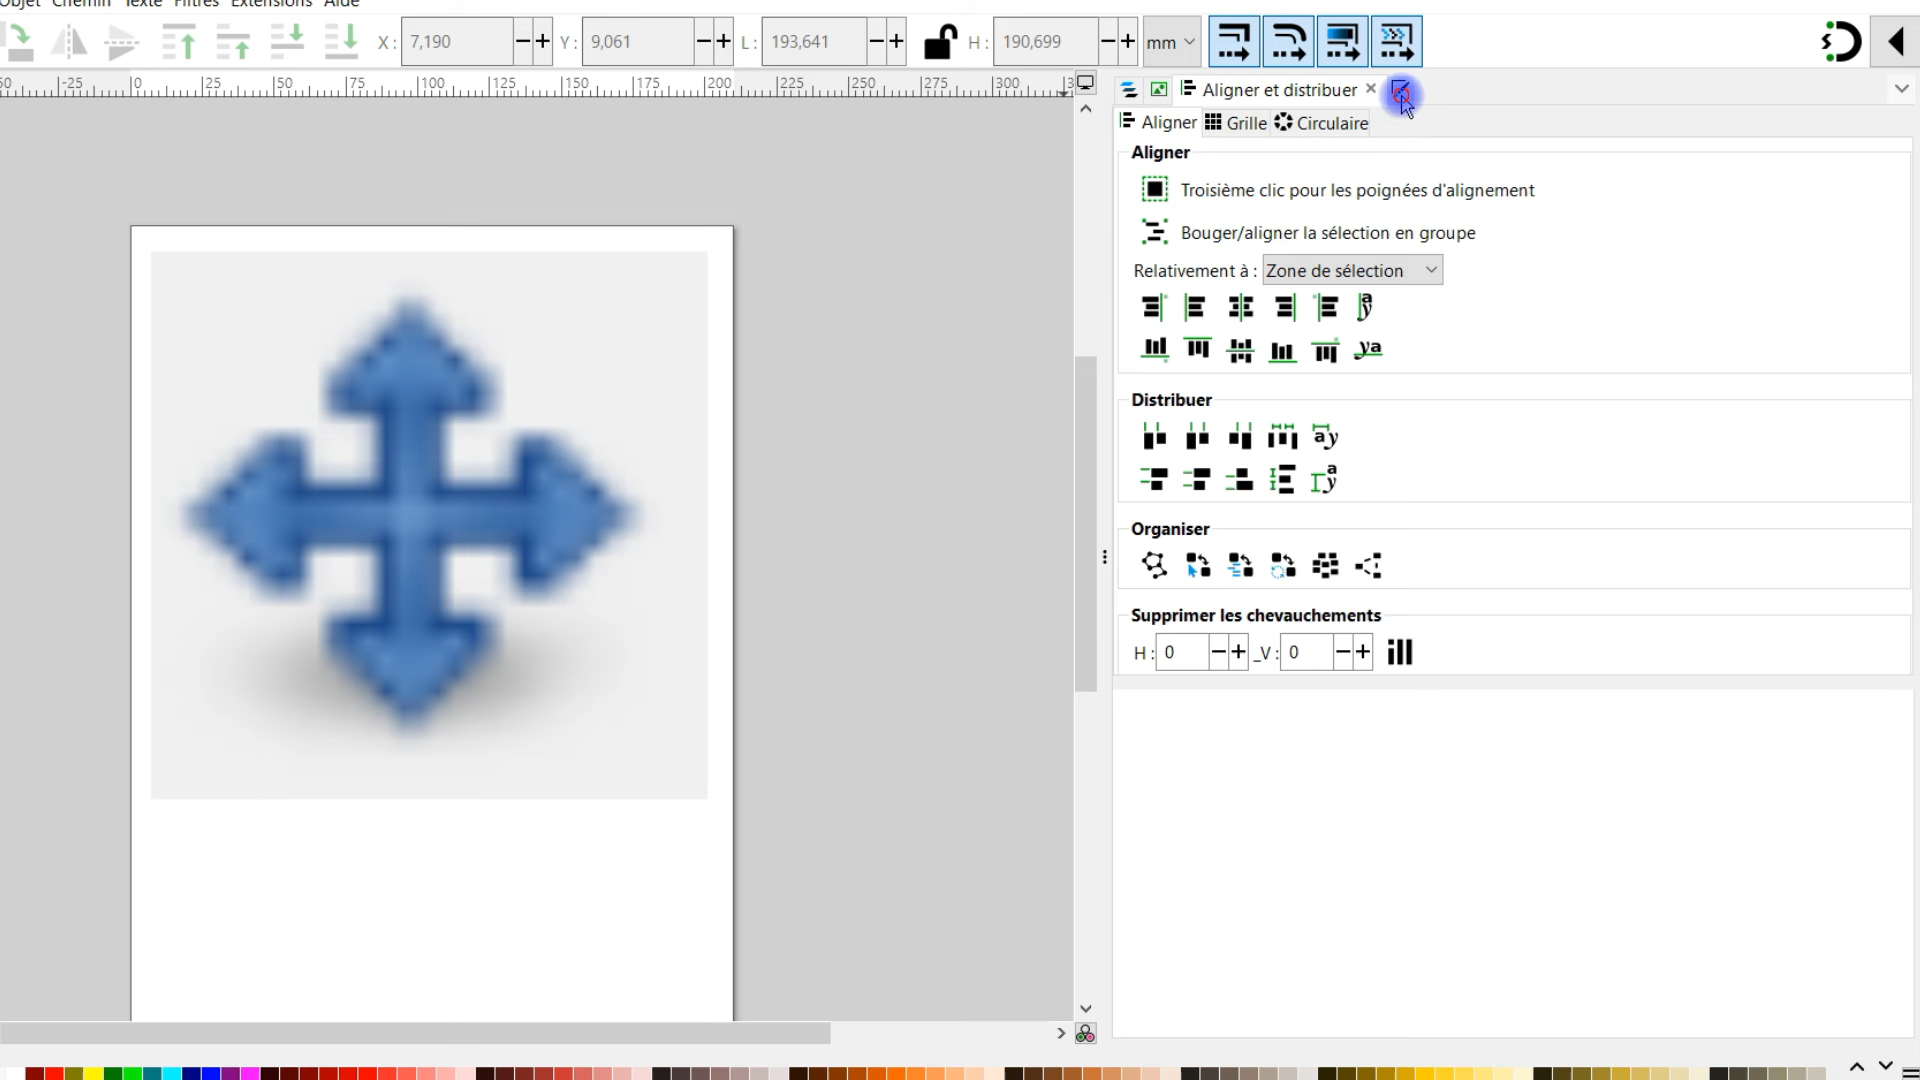 Objet Chemin Texte Filtres Extensions Aide
X: 7,190 Y: 9,061 L: 193,641 H: 190,699 mm
-25 0 25 50 75 100 125 150 175 200 225 250 275 300
Aligner et distribuer
Aligner Grille Circulaire
Aligner
Troisième clic pour les poignées d'alignement
Bouger/aligner la sélection en groupe
Relativement à : Zone de sélection
Distribuer
Organiser
Supprimer les chevauchements
H: 0 _V: 0